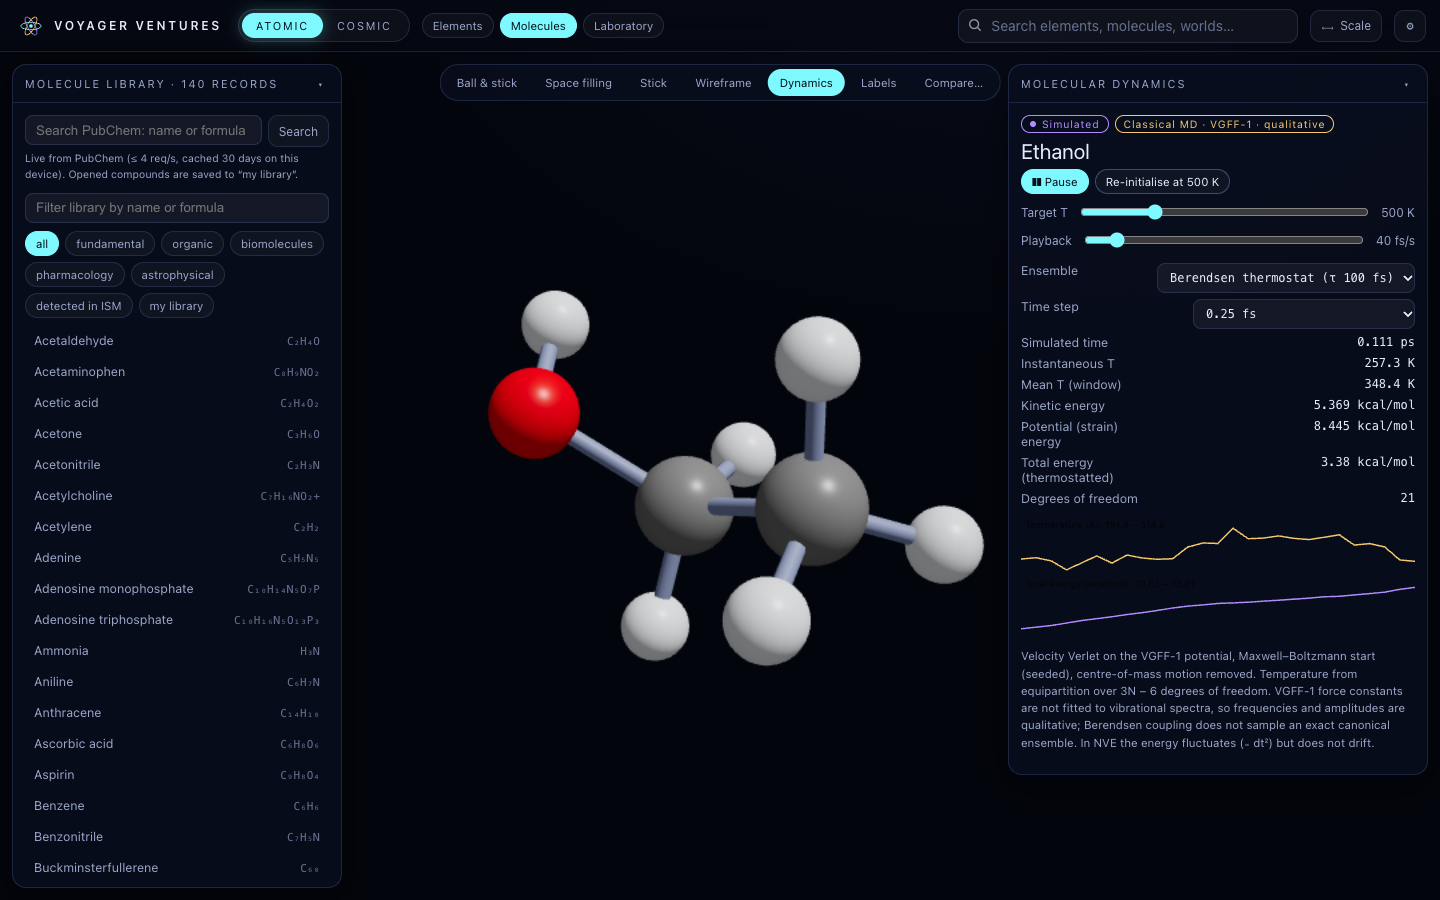 VOYAGER VENTURES
ATOMIC
COSMIC
Elements
Molecules
Laboratory
Search elements, molecules, worlds...
Scale
MOLECULE LIBRARY · 140 RECORDS
Search PubChem: name or formula
Search
Live from PubChem (≤ 4 req/s, cached 30 days on this
device). Opened compounds are saved to “my library”.
Filter library by name or formula
all
fundamental
organic
biomolecules
pharmacology
astrophysical
detected in ISM
my library
Acetaldehyde C₂H₄O
Acetaminophen C₈H₉NO₂
Acetic acid C₂H₄O₂
Acetone C₃H₆O
Acetonitrile C₂H₃N
Acetylcholine C₇H₁₆NO₂+
Acetylene C₂H₂
Adenine C₅H₅N₅
Adenosine monophosphate C₁₀H₁₄N₅O₇P
Adenosine triphosphate C₁₀H₁₆N₅O₁₃P₃
Ammonia H₃N
Aniline C₆H₇N
Anthracene C₁₄H₁₀
Ascorbic acid C₆H₈O₆
Aspirin C₉H₈O₄
Benzene C₆H₆
Benzonitrile C₇H₅N
Buckminsterfullerene C₆₀
Ball & stick
Space filling
Stick
Wireframe
Dynamics
Labels
Compare...
MOLECULAR DYNAMICS
Simulated
Classical MD · VGFF-1 · qualitative
Ethanol
Pause
Re-initialise at 500 K
Target T 500 K
Playback 40 fs/s
Ensemble Berendsen thermostat (τ 100 fs)
Time step 0.25 fs
Simulated time 0.111 ps
Instantaneous T 257.3 K
Mean T (window) 348.4 K
Kinetic energy 5.369 kcal/mol
Potential (strain) 8.445 kcal/mol
energy
Total energy 3.38 kcal/mol
(thermostatted)
Degrees of freedom 21
Velocity Verlet on the VGFF-1 potential, Maxwell–Boltzmann start
(seeded), centre-of-mass motion removed. Temperature from
equipartition over 3N − 6 degrees of freedom. VGFF-1 force constants
are not fitted to vibrational spectra, so frequencies and amplitudes are
qualitative; Berendsen coupling does not sample an exact canonical
ensemble. In NVE the energy fluctuates (~ dt²) but does not drift.